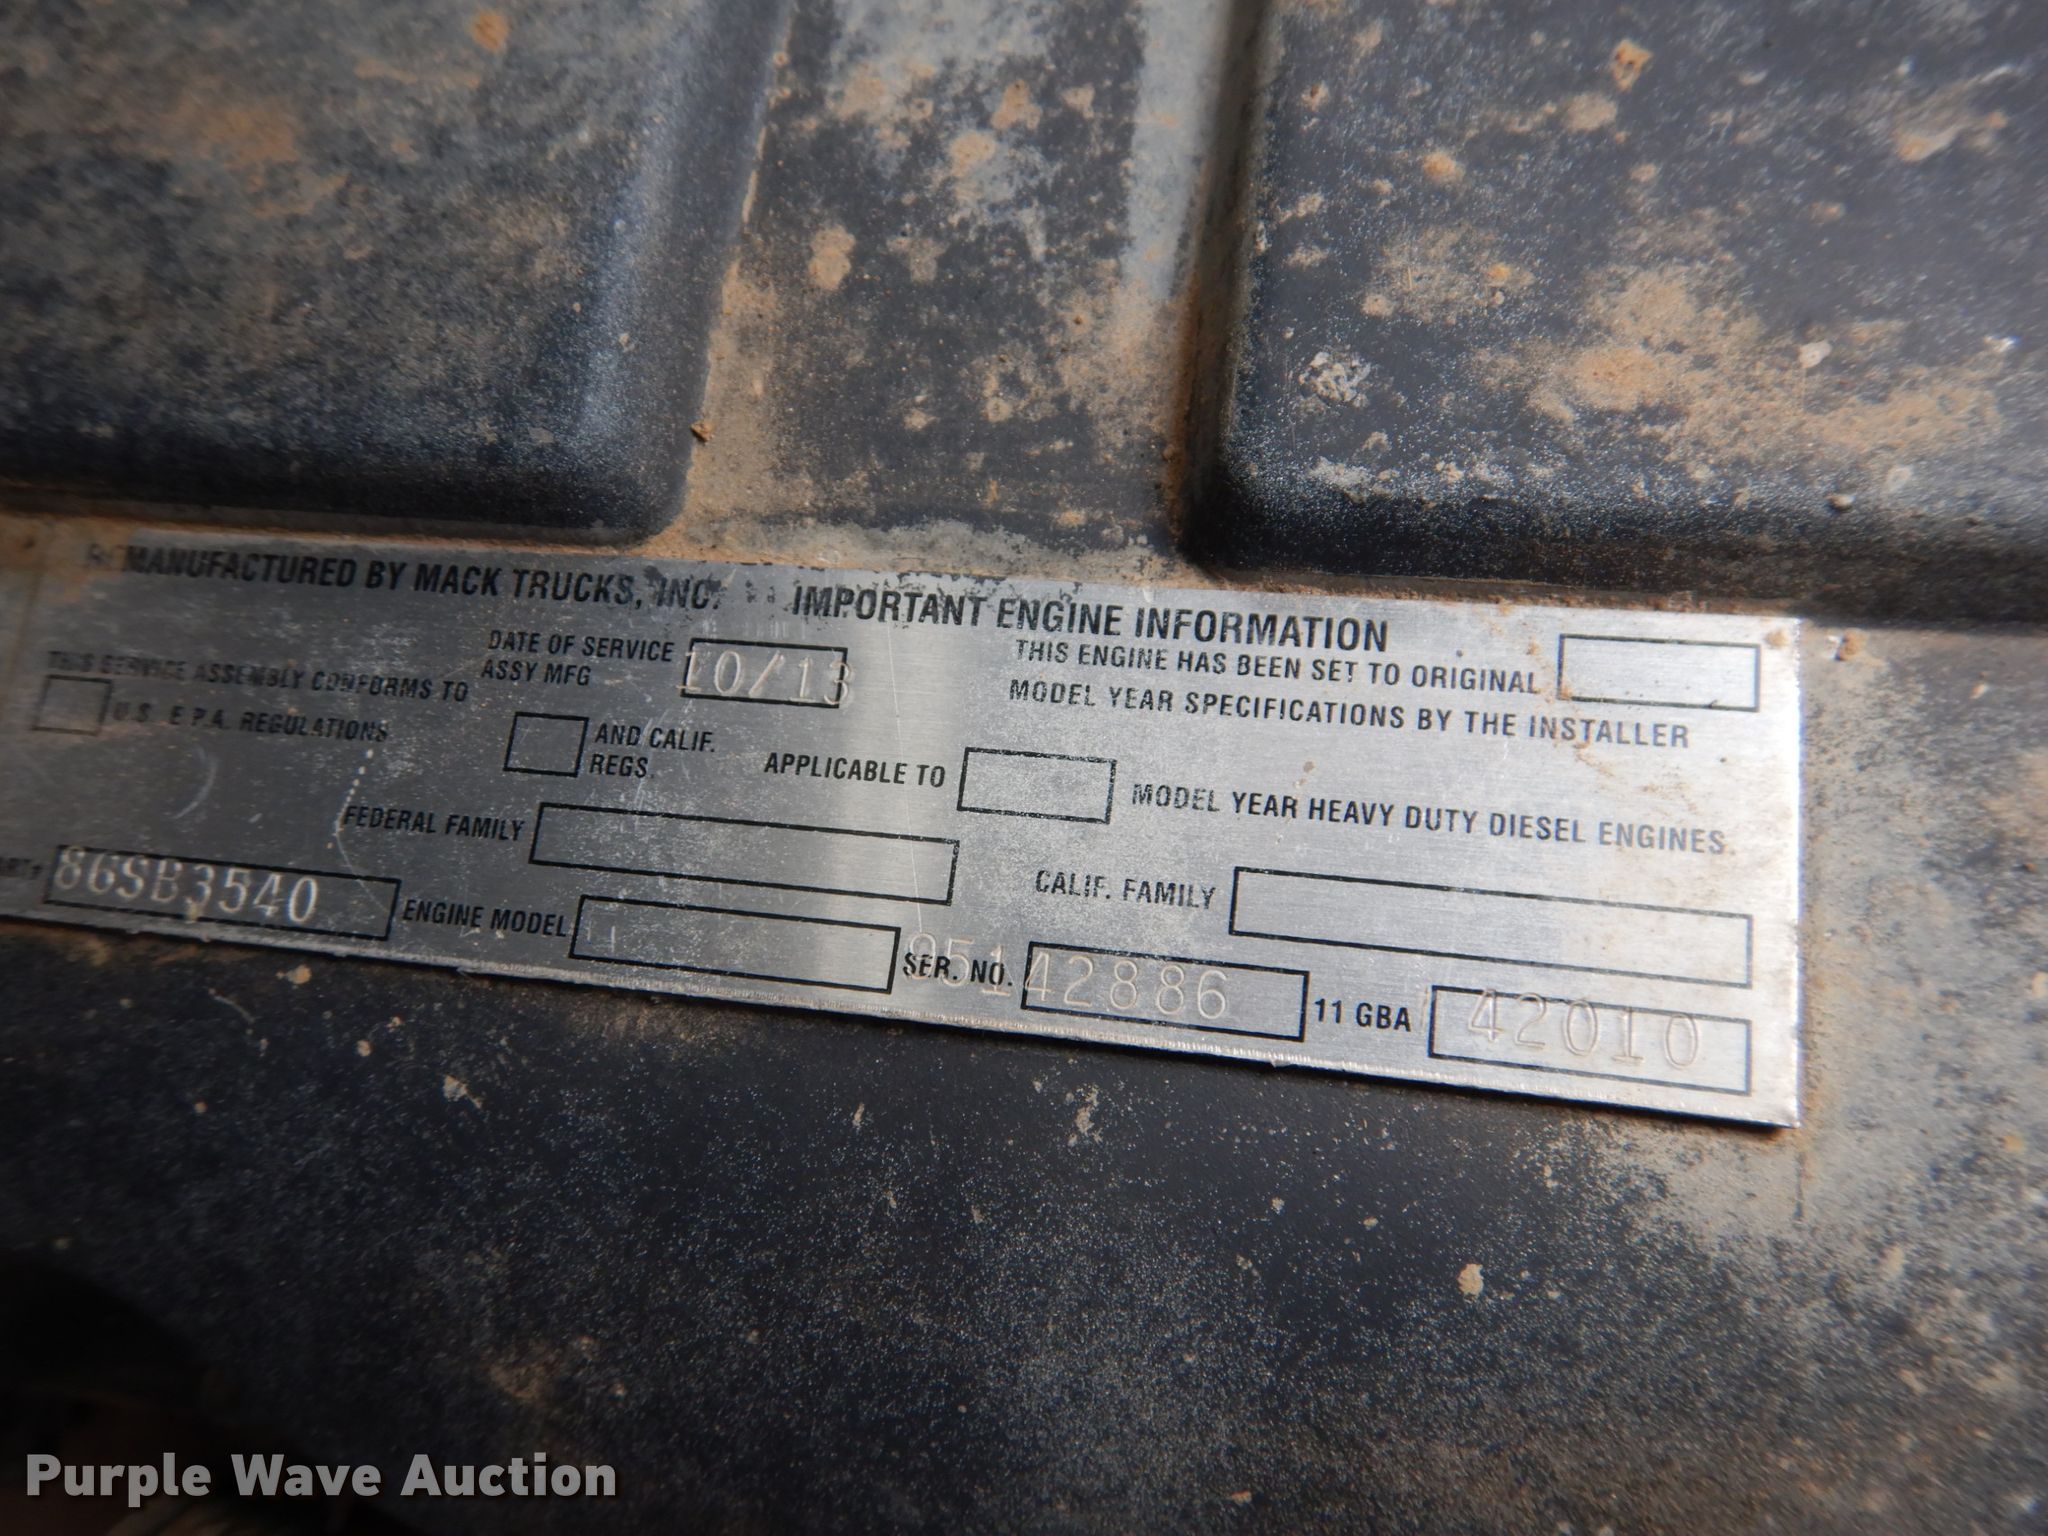 REMANUFACTURED BY MACK TRUCKS, INC. IMPORTANT ENGINE INFORMATION
THIS SERVICE ASSEMBLY CONFORMS TO
DATE OF SERVICE
ASSY MFG
10/13
THIS ENGINE HAS BEEN SET TO ORIGINAL
MODEL YEAR SPECIFICATIONS BY THE INSTALLER
U.S. E.P.A. REGULATIONS
AND CALIF.
REGS.
APPLICABLE TO
MODEL YEAR HEAVY DUTY DIESEL ENGINES.
FEDERAL FAMILY
CALIF. FAMILY
86SB3540
ENGINE MODEL
SER. NO. 95142886
11 GBA 42010
Purple Wave Auction